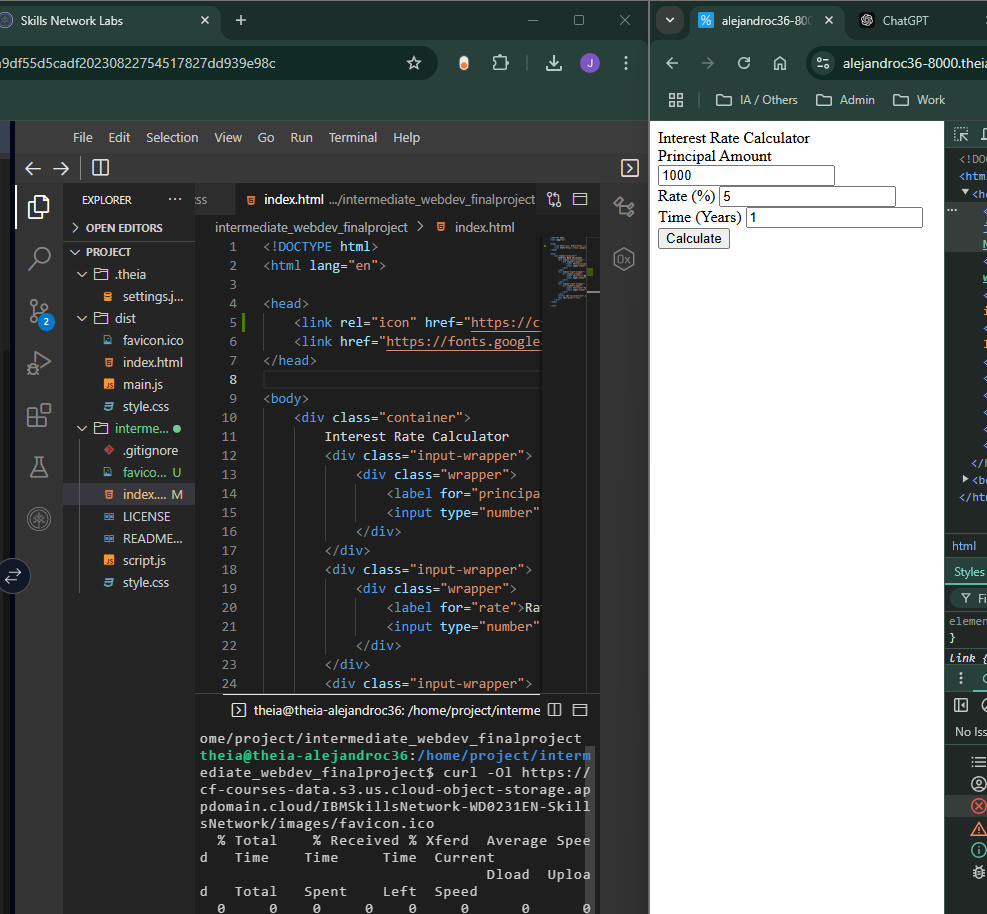 Skills Network Labs
a9df55d5cadf20230822754517827dd939e98c
J
File Edit Selection View Go Run Terminal Help
EXPLORER
OPEN EDITORS
PROJECT
.theia
settings.j...
dist
favicon.ico
index.html
main.js
style.css
interme...
.gitignore
favico... U
index.... M
LICENSE
README...
script.js
style.css
2
ss
index.html .../intermediate_webdev_finalproject
intermediate_webdev_finalproject > index.html
1 <!DOCTYPE html>
2 <html lang="en">
3
4 <head>
5 <link rel="icon" href="https://c
6 <link href="https://fonts.google
7 </head>
8
9 <body>
10 <div class="container">
11 Interest Rate Calculator
12 <div class="input-wrapper">
13 <div class="wrapper">
14 <label for="principa
15 <input type="number"
16 </div>
17 </div>
18 <div class="input-wrapper">
19 <div class="wrapper">
20 <label for="rate">Ra
21 <input type="number"
22 </div>
23 </div>
24 <div class="input-wrapper">
0x
theia@theia-alejandroc36: /home/project/interme
ome/project/intermediate_webdev_finalproject
theia@theia-alejandroc36:/home/project/interm
ediate_webdev_finalproject$ curl -Ol https://
cf-courses-data.s3.us.cloud-object-storage.ap
pdomain.cloud/IBMSkillsNetwork-WD0231EN-Skill
sNetwork/images/favicon.ico
% Total % Received % Xferd Average Spee
d Time Time Time Current
Dload Uploa
d Total Spent Left Speed
0 0 0 0 0 0 0 0
alejandroc36-800
ChatGPT
alejandroc36-8000.theia
IA / Others
Admin
Work
Interest Rate Calculator
Principal Amount
1000
Rate (%) 5
Time (Years) 1
Calculate
<!DO
<htm
<he
</h
<bo
</ht
html
Styles
Fi
elemen
}
link {
No Iss